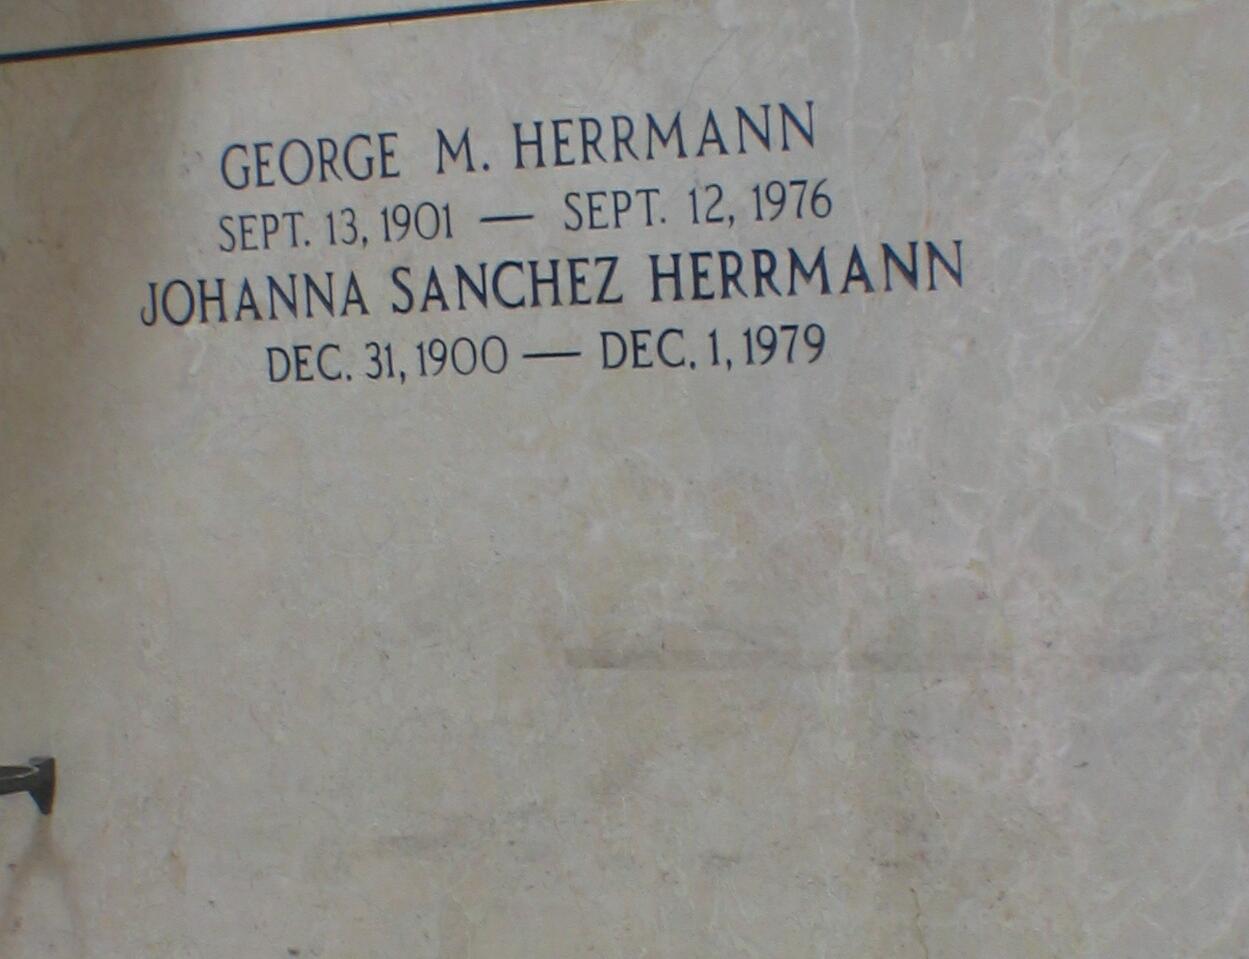 GEORGE M. HERRMANN
SEPT. 13, 1901 — SEPT. 12, 1976
JOHANNA SANCHEZ HERRMANN
DEC. 31, 1900 — DEC. 1, 1979